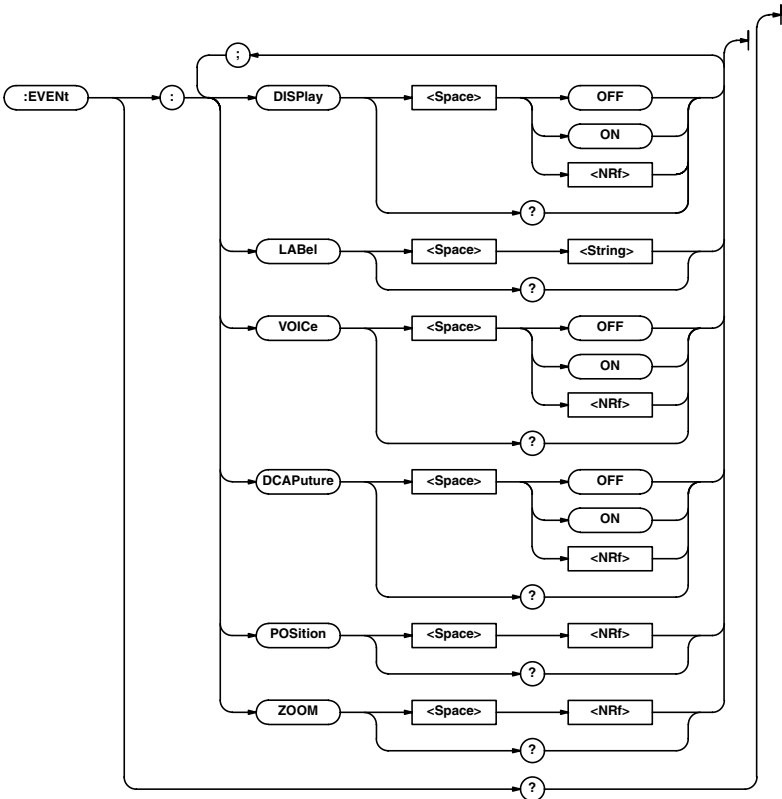 ;
:EVENt : DISPlay <Space> OFF
ON
<NRf>
?
LABel <Space> <String>
?
VOICe <Space> OFF
ON
<NRf>
?
DCAPuture <Space> OFF
ON
<NRf>
?
POSition <Space> <NRf>
?
ZOOM <Space> <NRf>
?
?